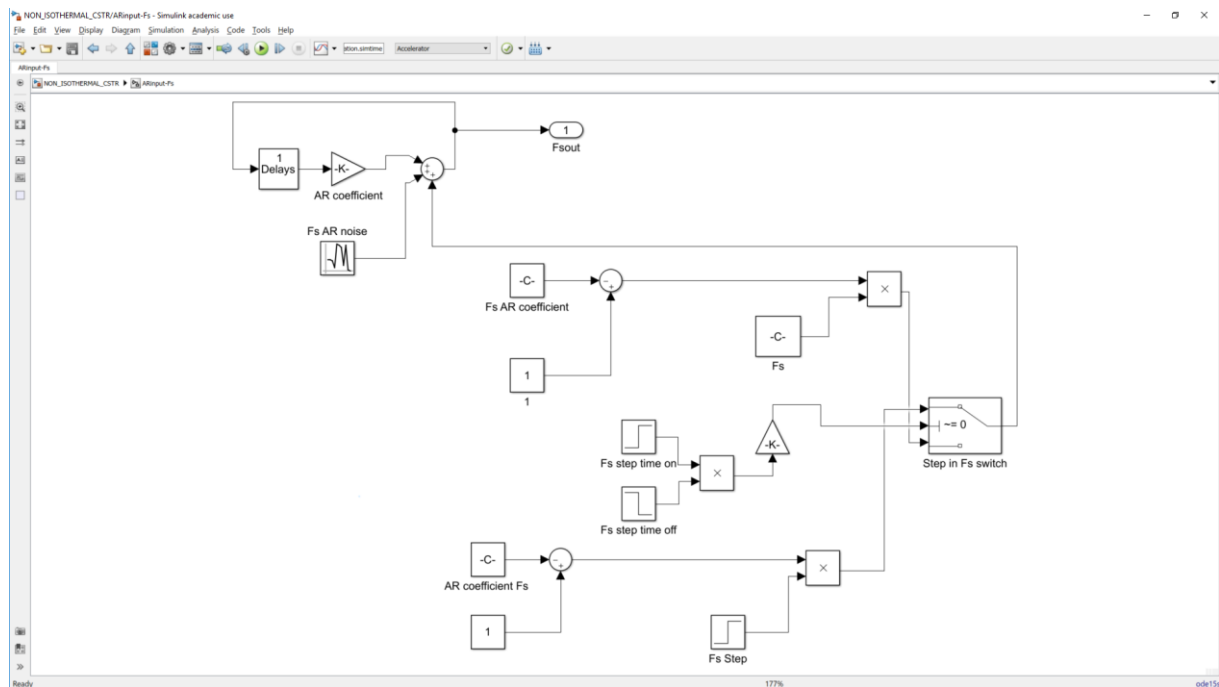 NON_ISOTHERMAL_CSTR/ARinput-Fs - Simulink academic use
File Edit View Display Diagram Simulation Analysis Code Tools Help
ation.simtime
Accelerator
ARinput-Fs
NON_ISOTHERMAL_CSTR
ARinput-Fs
1
Fsout
1
Delays
-K-
AR coefficient
Fs AR noise
-C-
Fs AR coefficient
-C-
Fs
1
1
~= 0
Step in Fs switch
Fs step time on
-K-
Fs step time off
-C-
AR coefficient Fs
1
Fs Step
Ready
177%